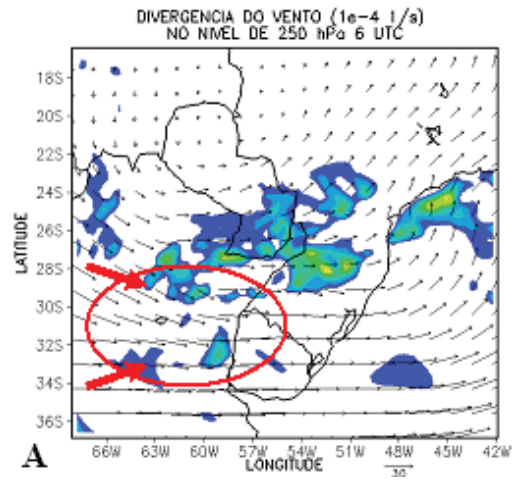 DIVERGENCIA DO VENTO (1e-4 1/s)
NO NIVEL DE 250 hPa 6 UTC
18S
20S
22S
24S
26S
28S
30S
32S
34S
36S
LATITUDE
66W 63W 60W 57W 54W 51W 48W 45W 42W
LONGITUDE
30
A